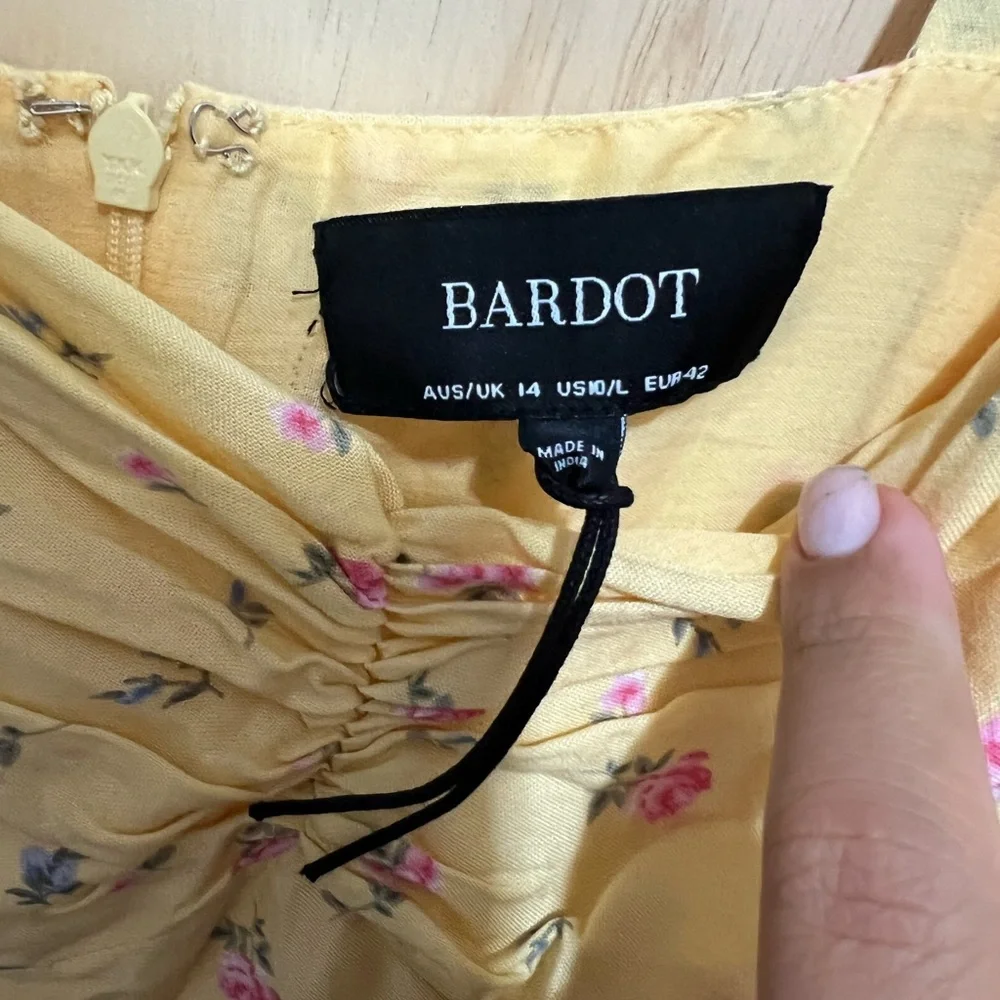 BARDOT
AUS/UK 14 US10/L EUR42
MADE IN
INDIA